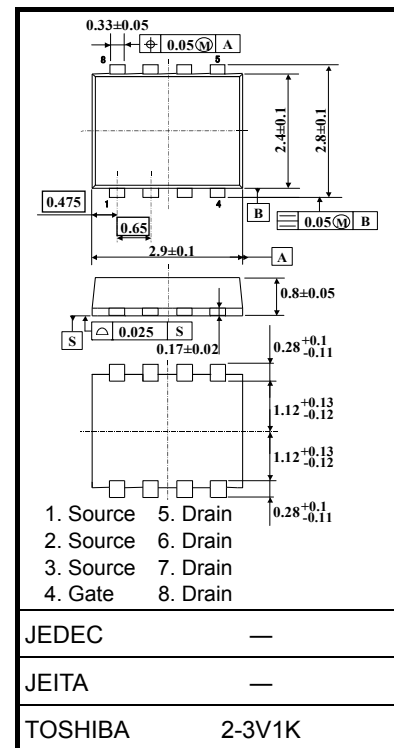 0.33±0.05
⌖ 0.05Ⓜ A
8 5
2.4±0.1
2.8±0.1
0.475
1 4
B
⌯ 0.05Ⓜ B
0.65
2.9±0.1
A
0.8±0.05
S
⌓ 0.025 S
0.17±0.02
0.28 +0.1 -0.11
1.12 +0.13 -0.12
1.12 +0.13 -0.12
0.28 +0.1 -0.11
1. Source 5. Drain
2. Source 6. Drain
3. Source 7. Drain
4. Gate 8. Drain
JEDEC —
JEITA —
TOSHIBA 2-3V1K